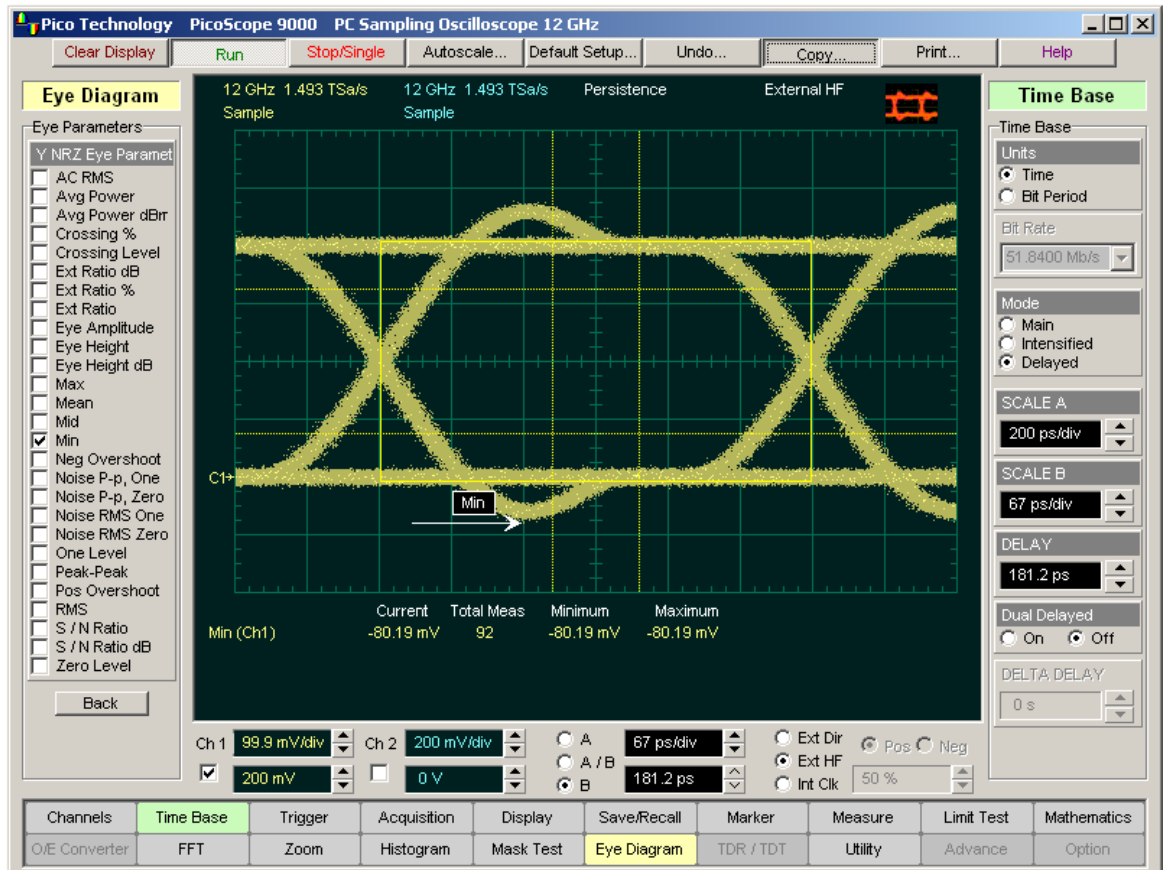 Pico Technology PicoScope 9000 PC Sampling Oscilloscope 12 GHz
Clear Display Run Stop/Single Autoscale... Default Setup... Undo... Copy... Print... Help
Eye Diagram
Eye Parameters
Y NRZ Eye Paramet
AC RMS
Avg Power
Avg Power dBm
Crossing %
Crossing Level
Ext Ratio dB
Ext Ratio %
Ext Ratio
Eye Amplitude
Eye Height
Eye Height dB
Max
Mean
Mid
Min
Neg Overshoot
Noise P-p, One
Noise P-p, Zero
Noise RMS One
Noise RMS Zero
One Level
Peak-Peak
Pos Overshoot
RMS
S / N Ratio
S / N Ratio dB
Zero Level
Back
12 GHz 1.493 TSa/s 12 GHz 1.493 TSa/s Persistence External HF
Sample Sample
C1
Min
Current Total Meas Minimum Maximum
Min (Ch1) -80.19 mV 92 -80.19 mV -80.19 mV
Time Base
Time Base
Units
Time
Bit Period
Bit Rate
51.8400 Mb/s
Mode
Main
Intensified
Delayed
SCALE A
200 ps/div
SCALE B
67 ps/div
DELAY
181.2 ps
Dual Delayed
On Off
DELTA DELAY
0 s
Ch 1 99.9 mV/div Ch 2 200 mV/div A 67 ps/div Ext Dir Pos Neg
A / B Ext HF
200 mV 0 V B 181.2 ps Int Clk 50 %
Channels Time Base Trigger Acquisition Display Save/Recall Marker Measure Limit Test Mathematics
O/E Converter FFT Zoom Histogram Mask Test Eye Diagram TDR / TDT Utility Advance Option